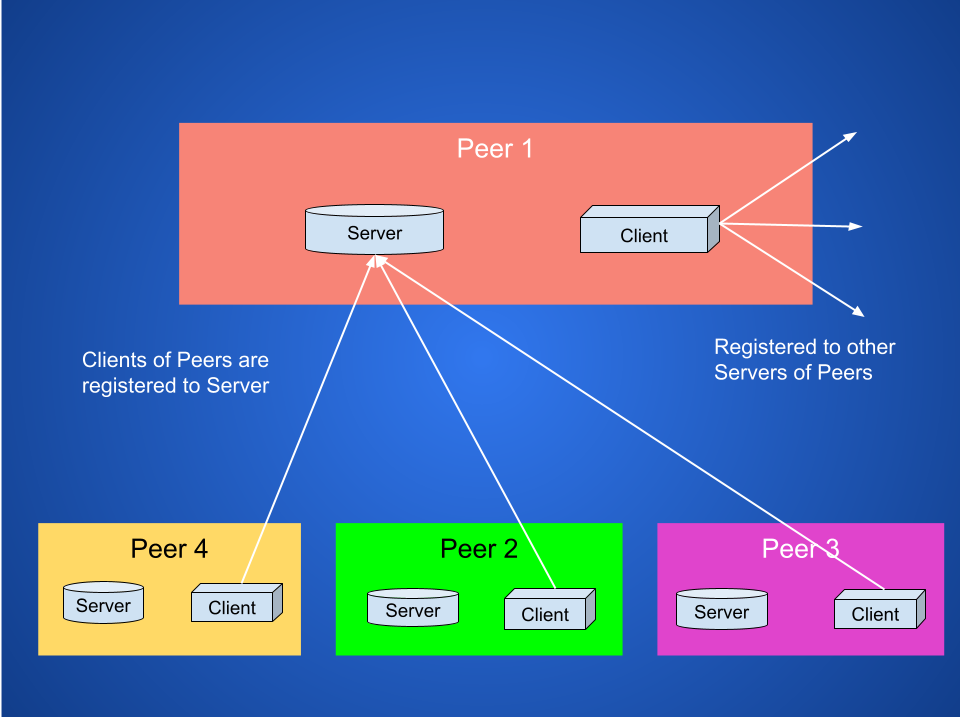 Peer 1
Server
Client
Clients of Peers are
registered to Server
Registered to other
Servers of Peers
Peer 4
Server
Client
Peer 2
Server
Client
Peer 3
Server
Client